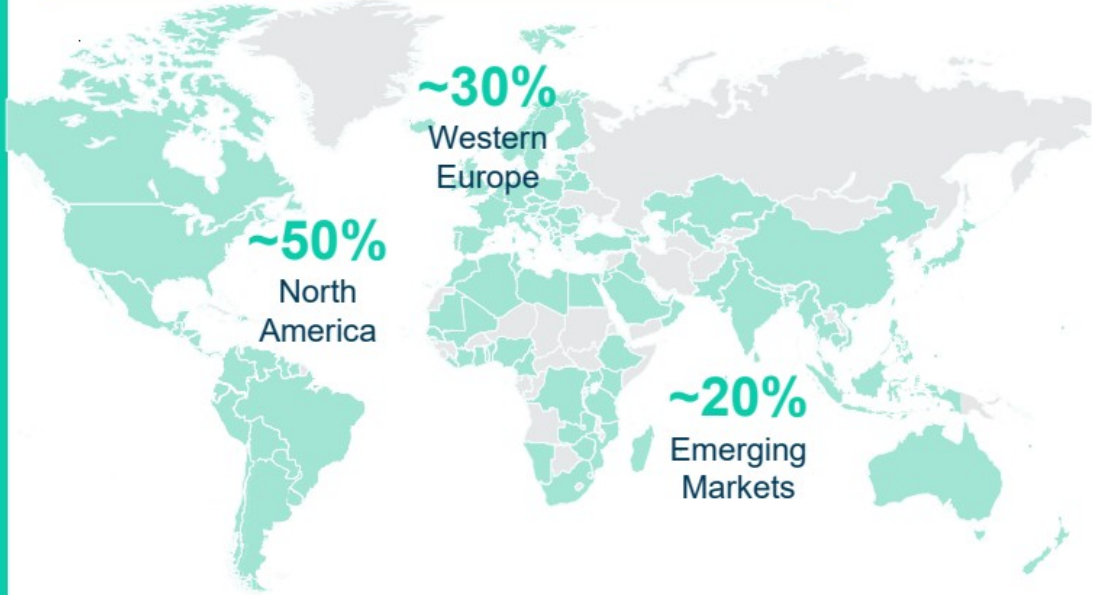 ~30%
Western
Europe
~50%
North
America
~20%
Emerging
Markets